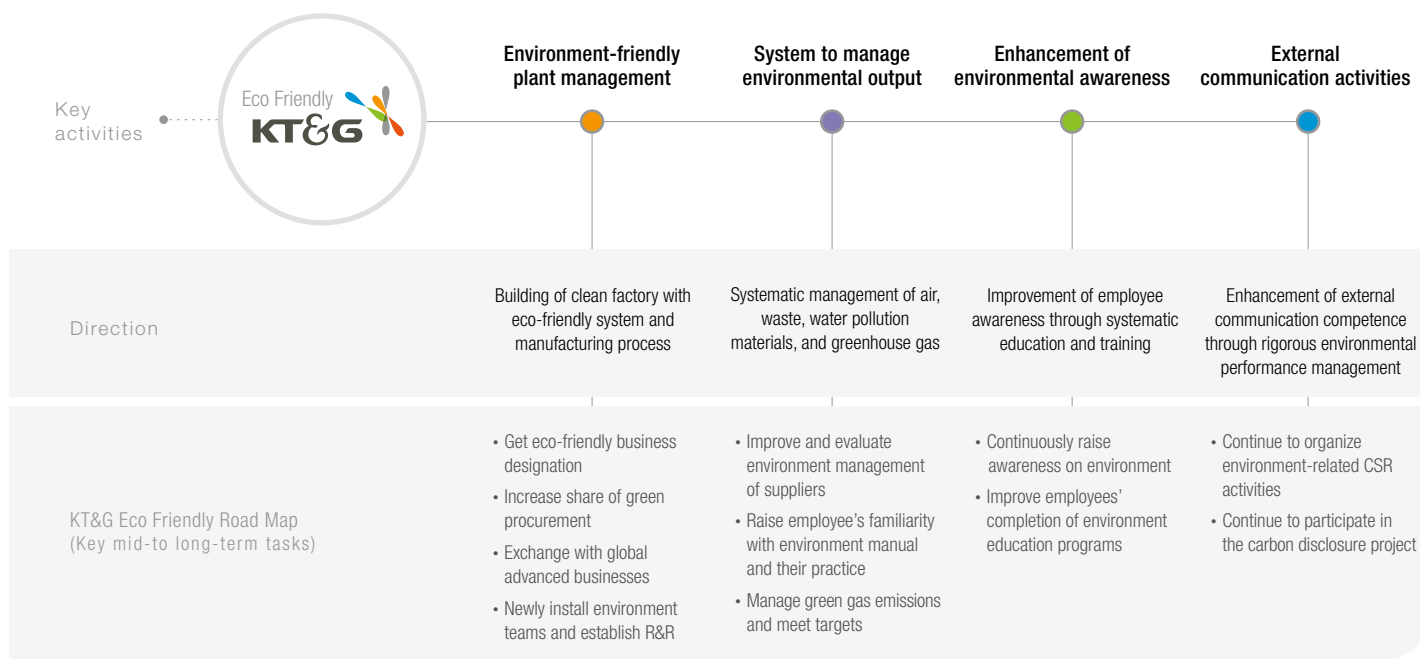 Key
activities
Eco Friendly
KT&G
Environment-friendly
plant management
System to manage
environmental output
Enhancement of
environmental awareness
External
communication activities
Direction
Building of clean factory with
eco-friendly system and
manufacturing process
Systematic management of air,
waste, water pollution
materials, and greenhouse gas
Improvement of employee
awareness through systematic
education and training
Enhancement of external
communication competence
through rigorous environmental
performance management
KT&G Eco Friendly Road Map
(Key mid-to long-term tasks)
• Get eco-friendly business
designation
• Increase share of green
procurement
• Exchange with global
advanced businesses
• Newly install environment
teams and establish R&R
• Improve and evaluate
environment management
of suppliers
• Raise employee's familiarity
with environment manual
and their practice
• Manage green gas emissions
and meet targets
• Continuously raise
awareness on environment
• Improve employees'
completion of environment
education programs
• Continue to organize
environment-related CSR
activities
• Continue to participate in
the carbon disclosure project